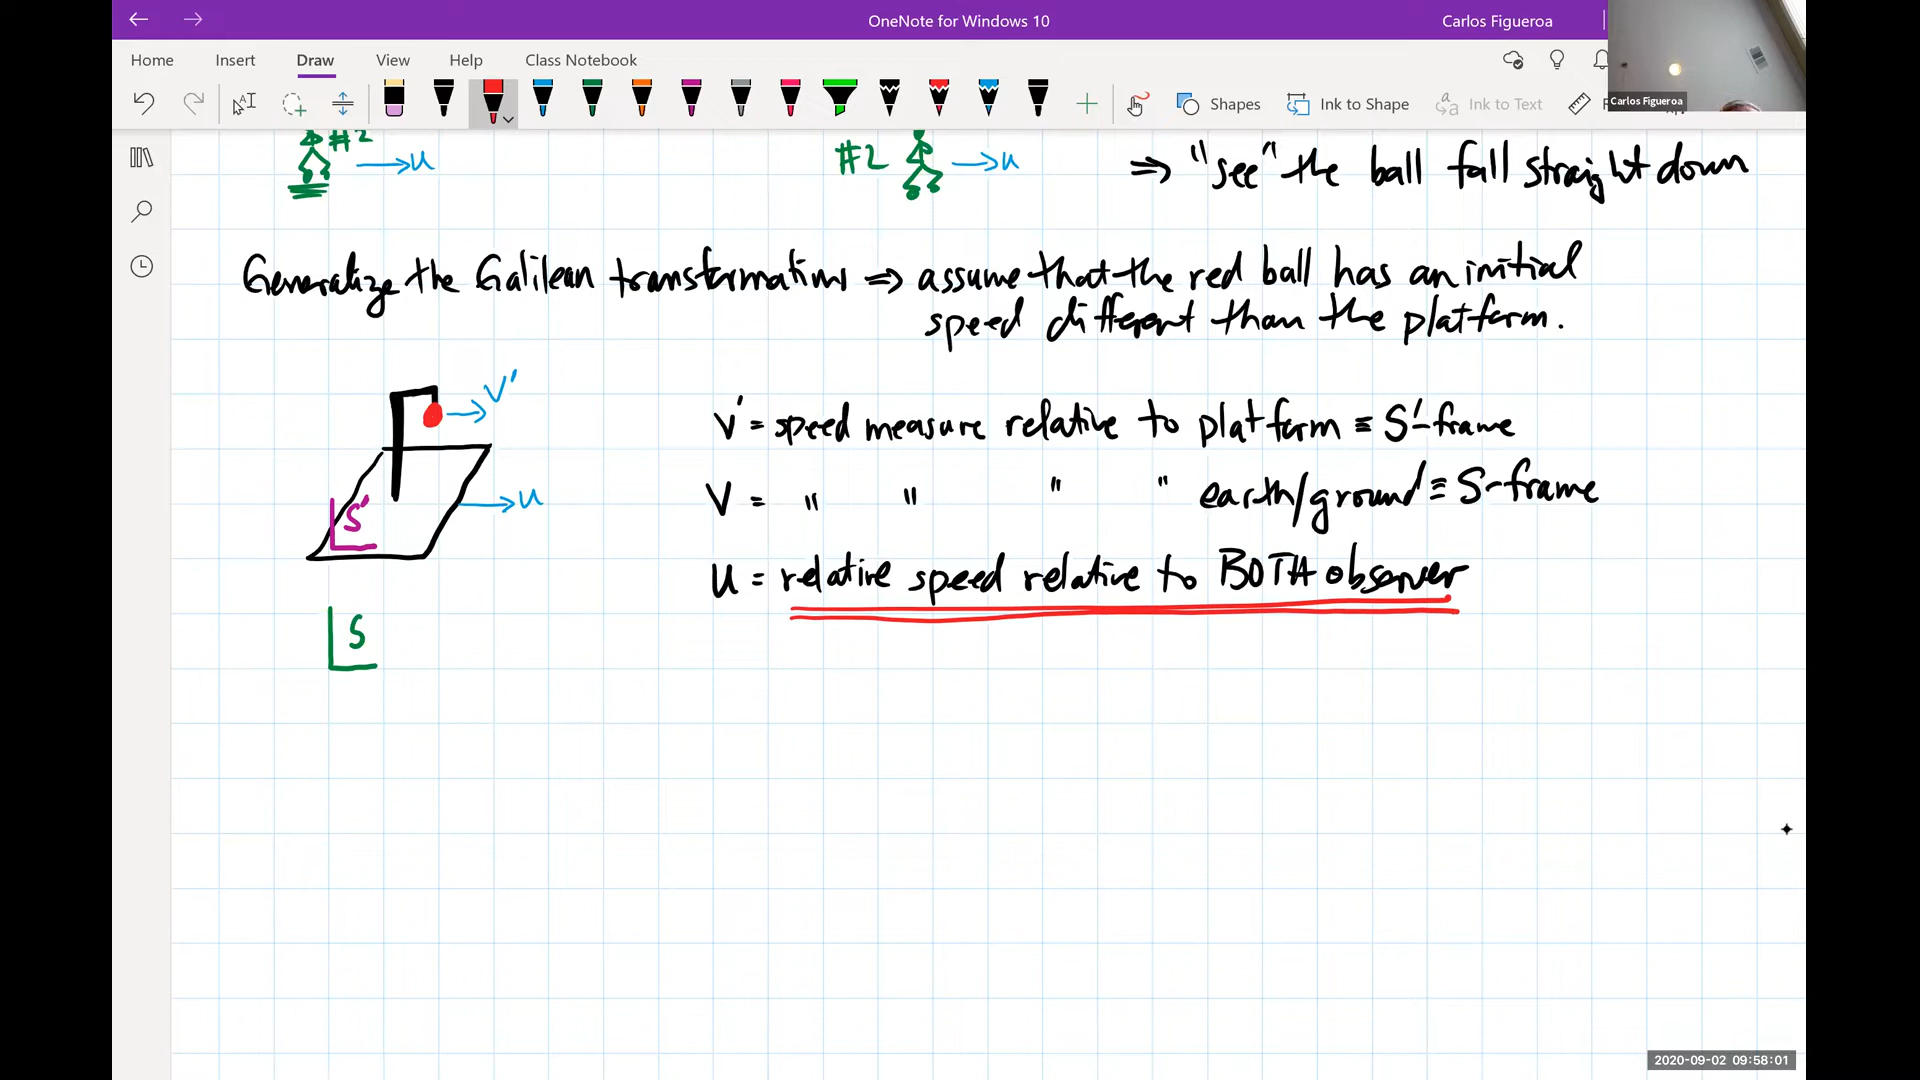 OneNote for Windows 10
Carlos Figueroa
Home Insert Draw View Help Class Notebook
Shapes Ink to Shape Ink to Text
Carlos Figueroa
#2 → u
#2 → u ⇒ "see" the ball fall straight down
Generalize the Galilean transformations ⇒ assume that the red ball has an initial
speed different than the platform.
→ v'
v' = speed measure relative to platform ≡ S'-frame
v = " " " " earth/ground ≡ S-frame
→ u
S'
u = relative speed relative to BOTH observer
S
2020-09-02 09:58:01